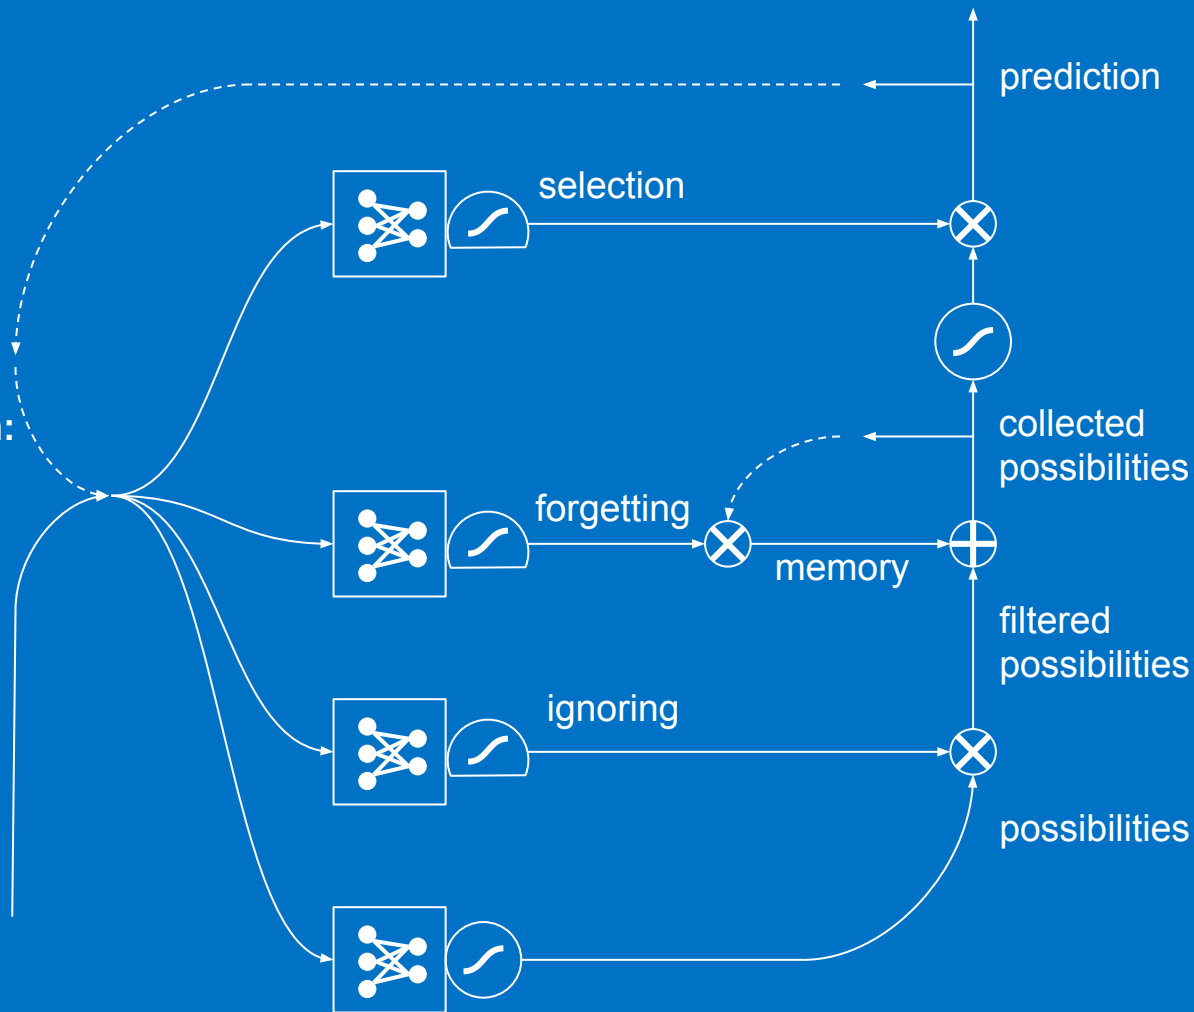 prediction
selection
collected
possibilities
forgetting
memory
filtered
possibilities
ignoring
possibilities